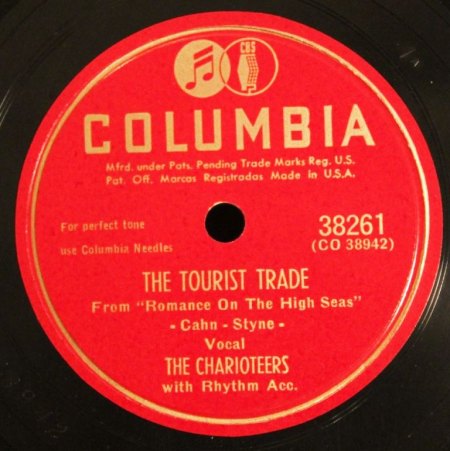 CBS
COLUMBIA
Mfrd. under Pats. Pending Trade Marks Reg. U.S.
Pat. Off. Marcas Registradas Made in U.S.A.
For perfect tone
use Columbia Needles
38261
(CO 38942)
THE TOURIST TRADE
From "Romance On The High Seas"
- Cahn - Styne -
Vocal
THE CHARIOTEERS
with Rhythm Acc.